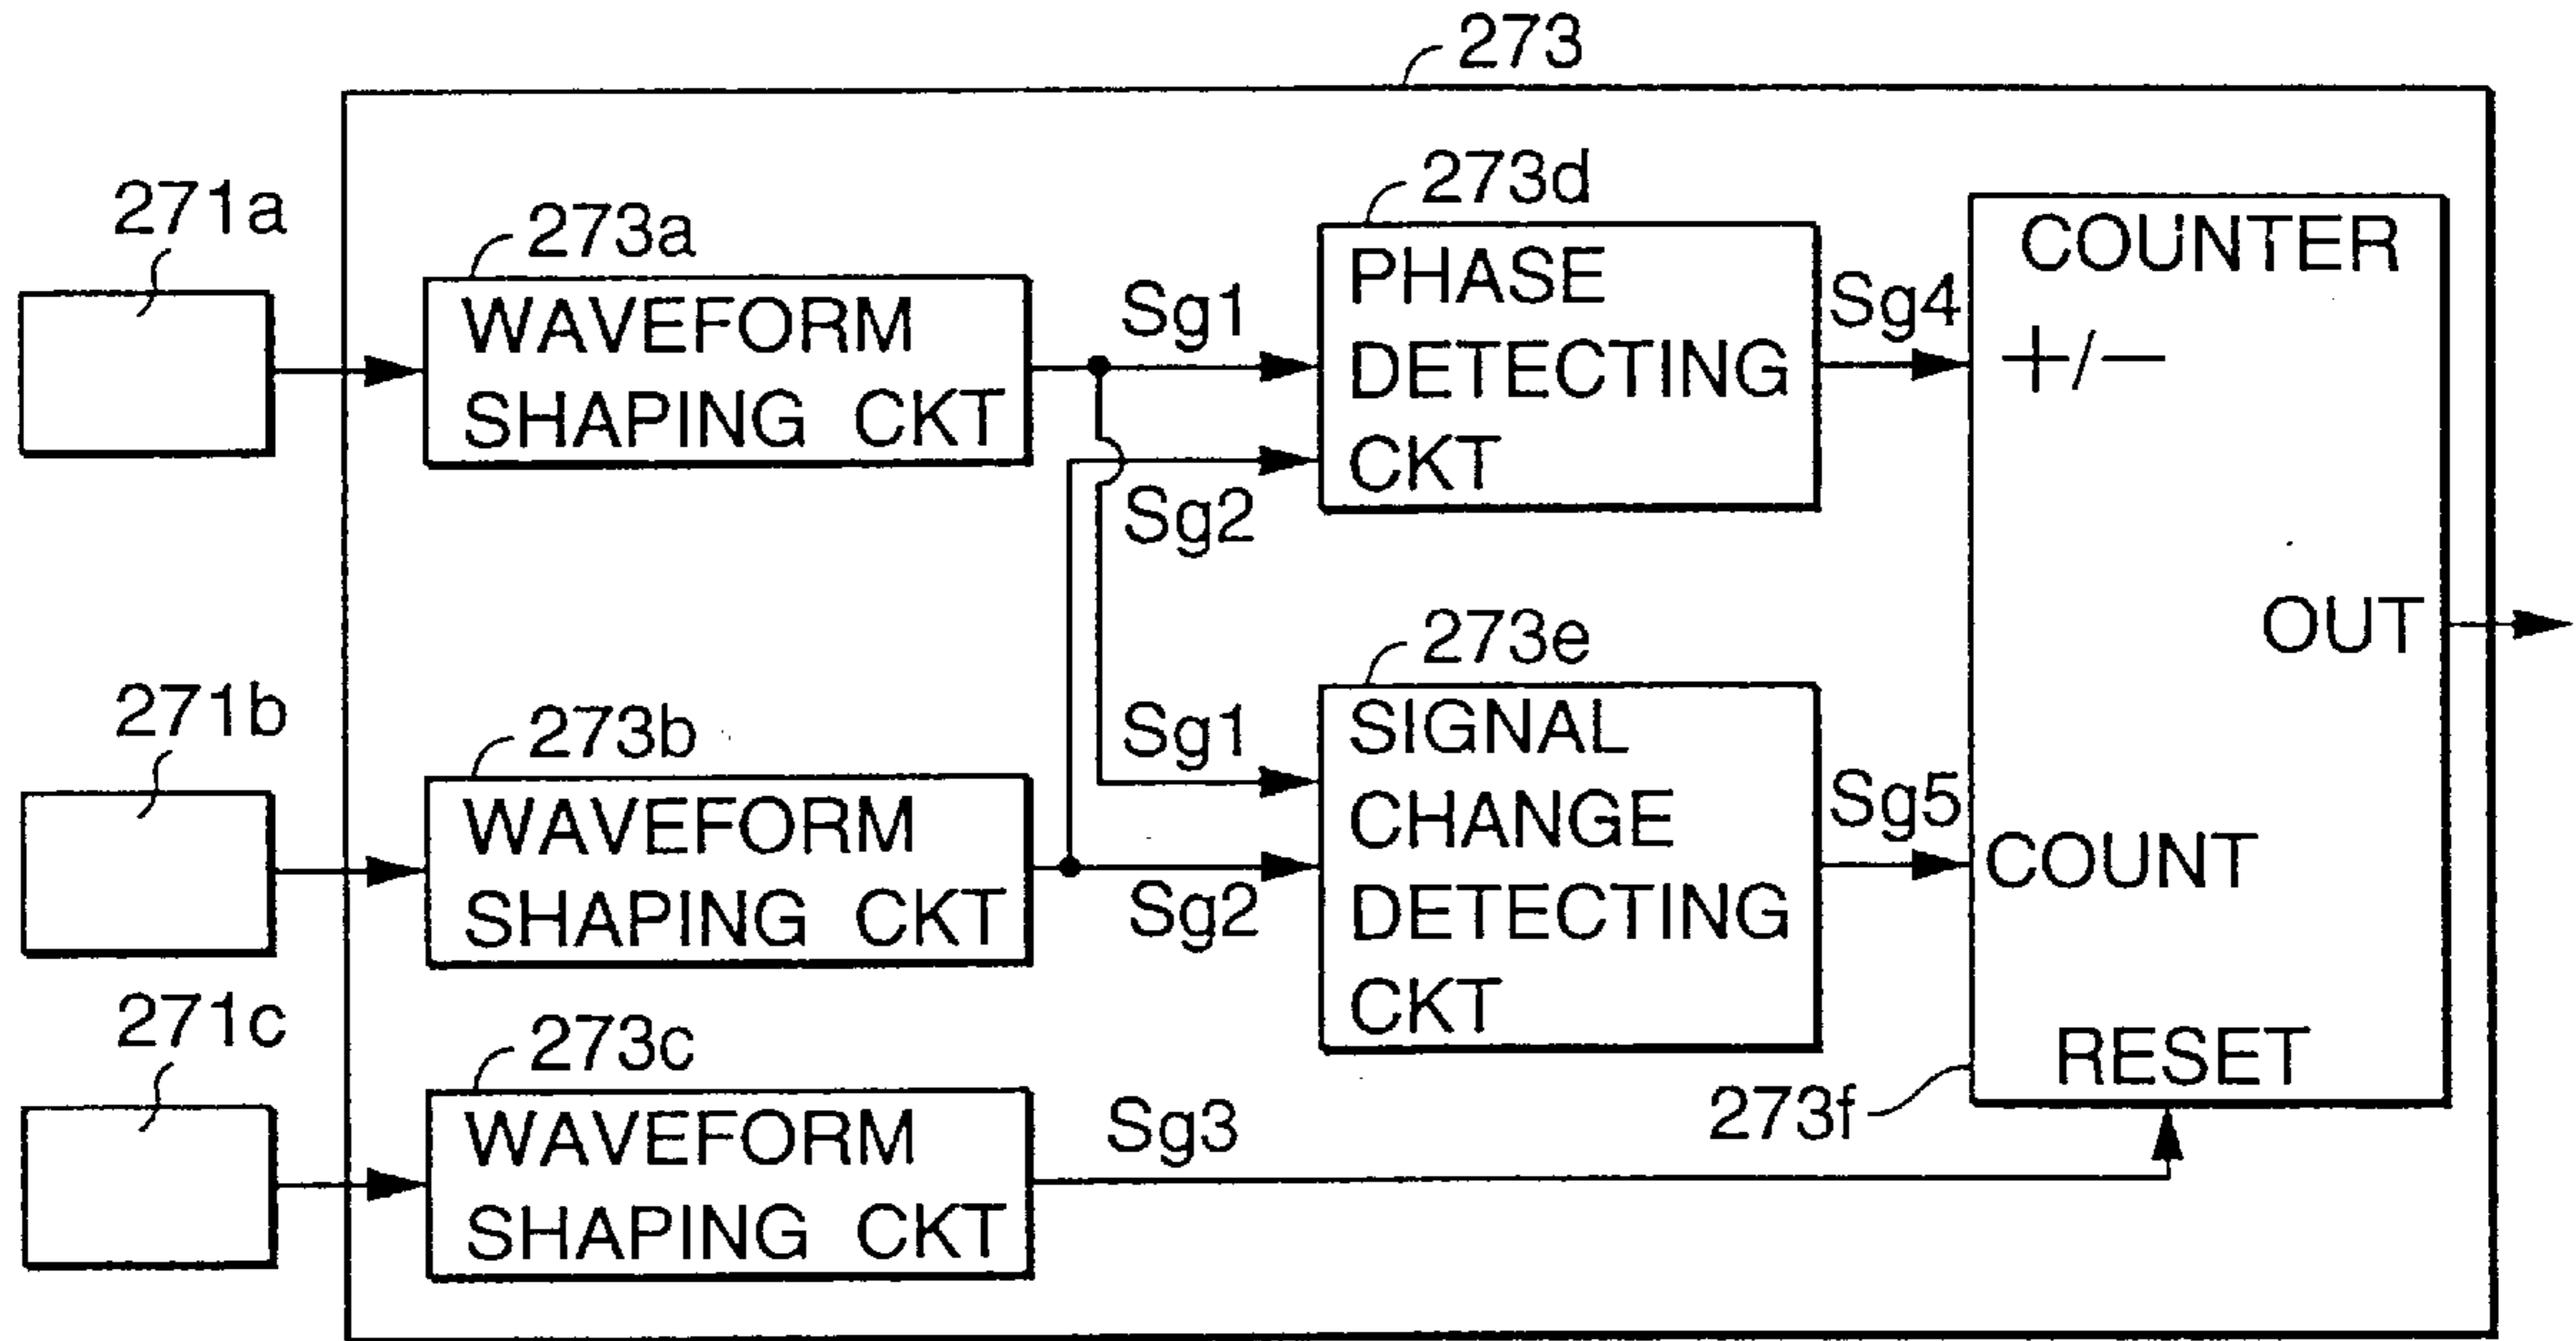 273
271a
273a
WAVEFORM
SHAPING CKT
Sg1
Sg2
273d
PHASE
DETECTING
CKT
Sg4
COUNTER
+/−
OUT
COUNT
RESET
273f
271b
273b
WAVEFORM
SHAPING CKT
Sg1
Sg2
273e
SIGNAL
CHANGE
DETECTING
CKT
Sg5
271c
273c
WAVEFORM
SHAPING CKT
Sg3